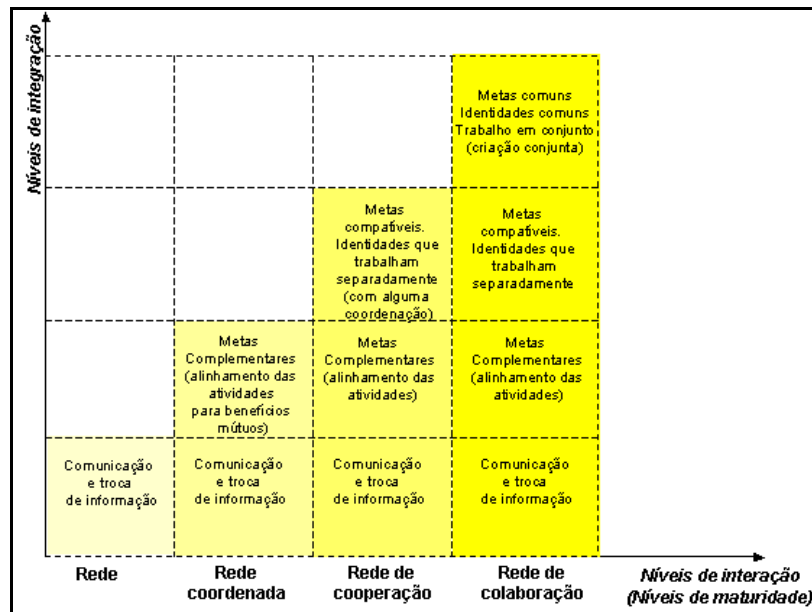 Níveis de integração
Metas comuns
Identidades comuns
Trabalho em conjunto
(criação conjunta)
Metas
compatíveis.
Identidades que
trabalham
separadamente
(com alguma
coordenação)
Metas
compatíveis.
Identidades que
trabalham
separadamente
Metas
Complementares
(alinhamento das
atividades
para benefícios
mútuos)
Metas
Complementares
(alinhamento das
atividades)
Metas
Complementares
(alinhamento das
atividades)
Comunicação
e troca
de informação
Comunicação
e troca
de informação
Comunicação
e troca
de informação
Comunicação
e troca
de informação
Rede
Rede
coordenada
Rede de
cooperação
Rede de
colaboração
Níveis de interação
(Níveis de maturidade)